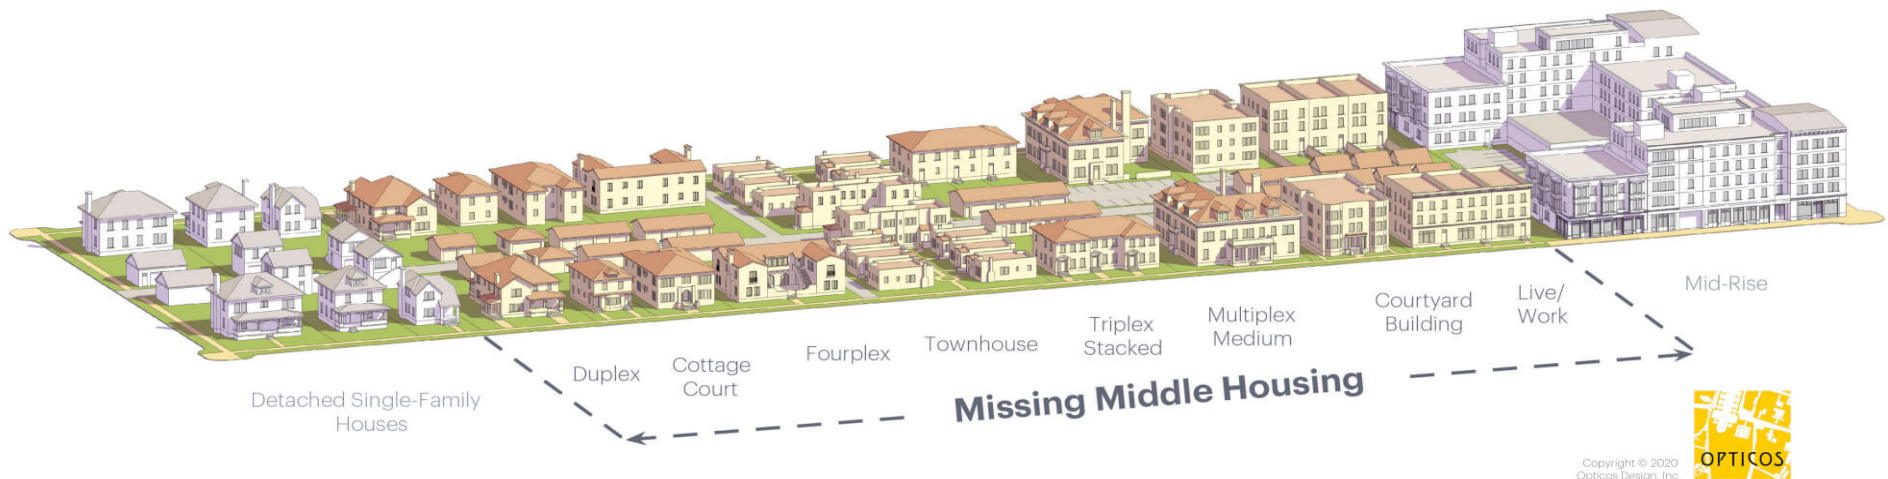 Detached Single-Family
Houses
Duplex
Cottage
Court
Fourplex
Townhouse
Triplex
Stacked
Multiplex
Medium
Courtyard
Building
Live/
Work
Mid-Rise
Missing Middle Housing
Copyright © 2020
Opticos Design, Inc.
OPTICOS